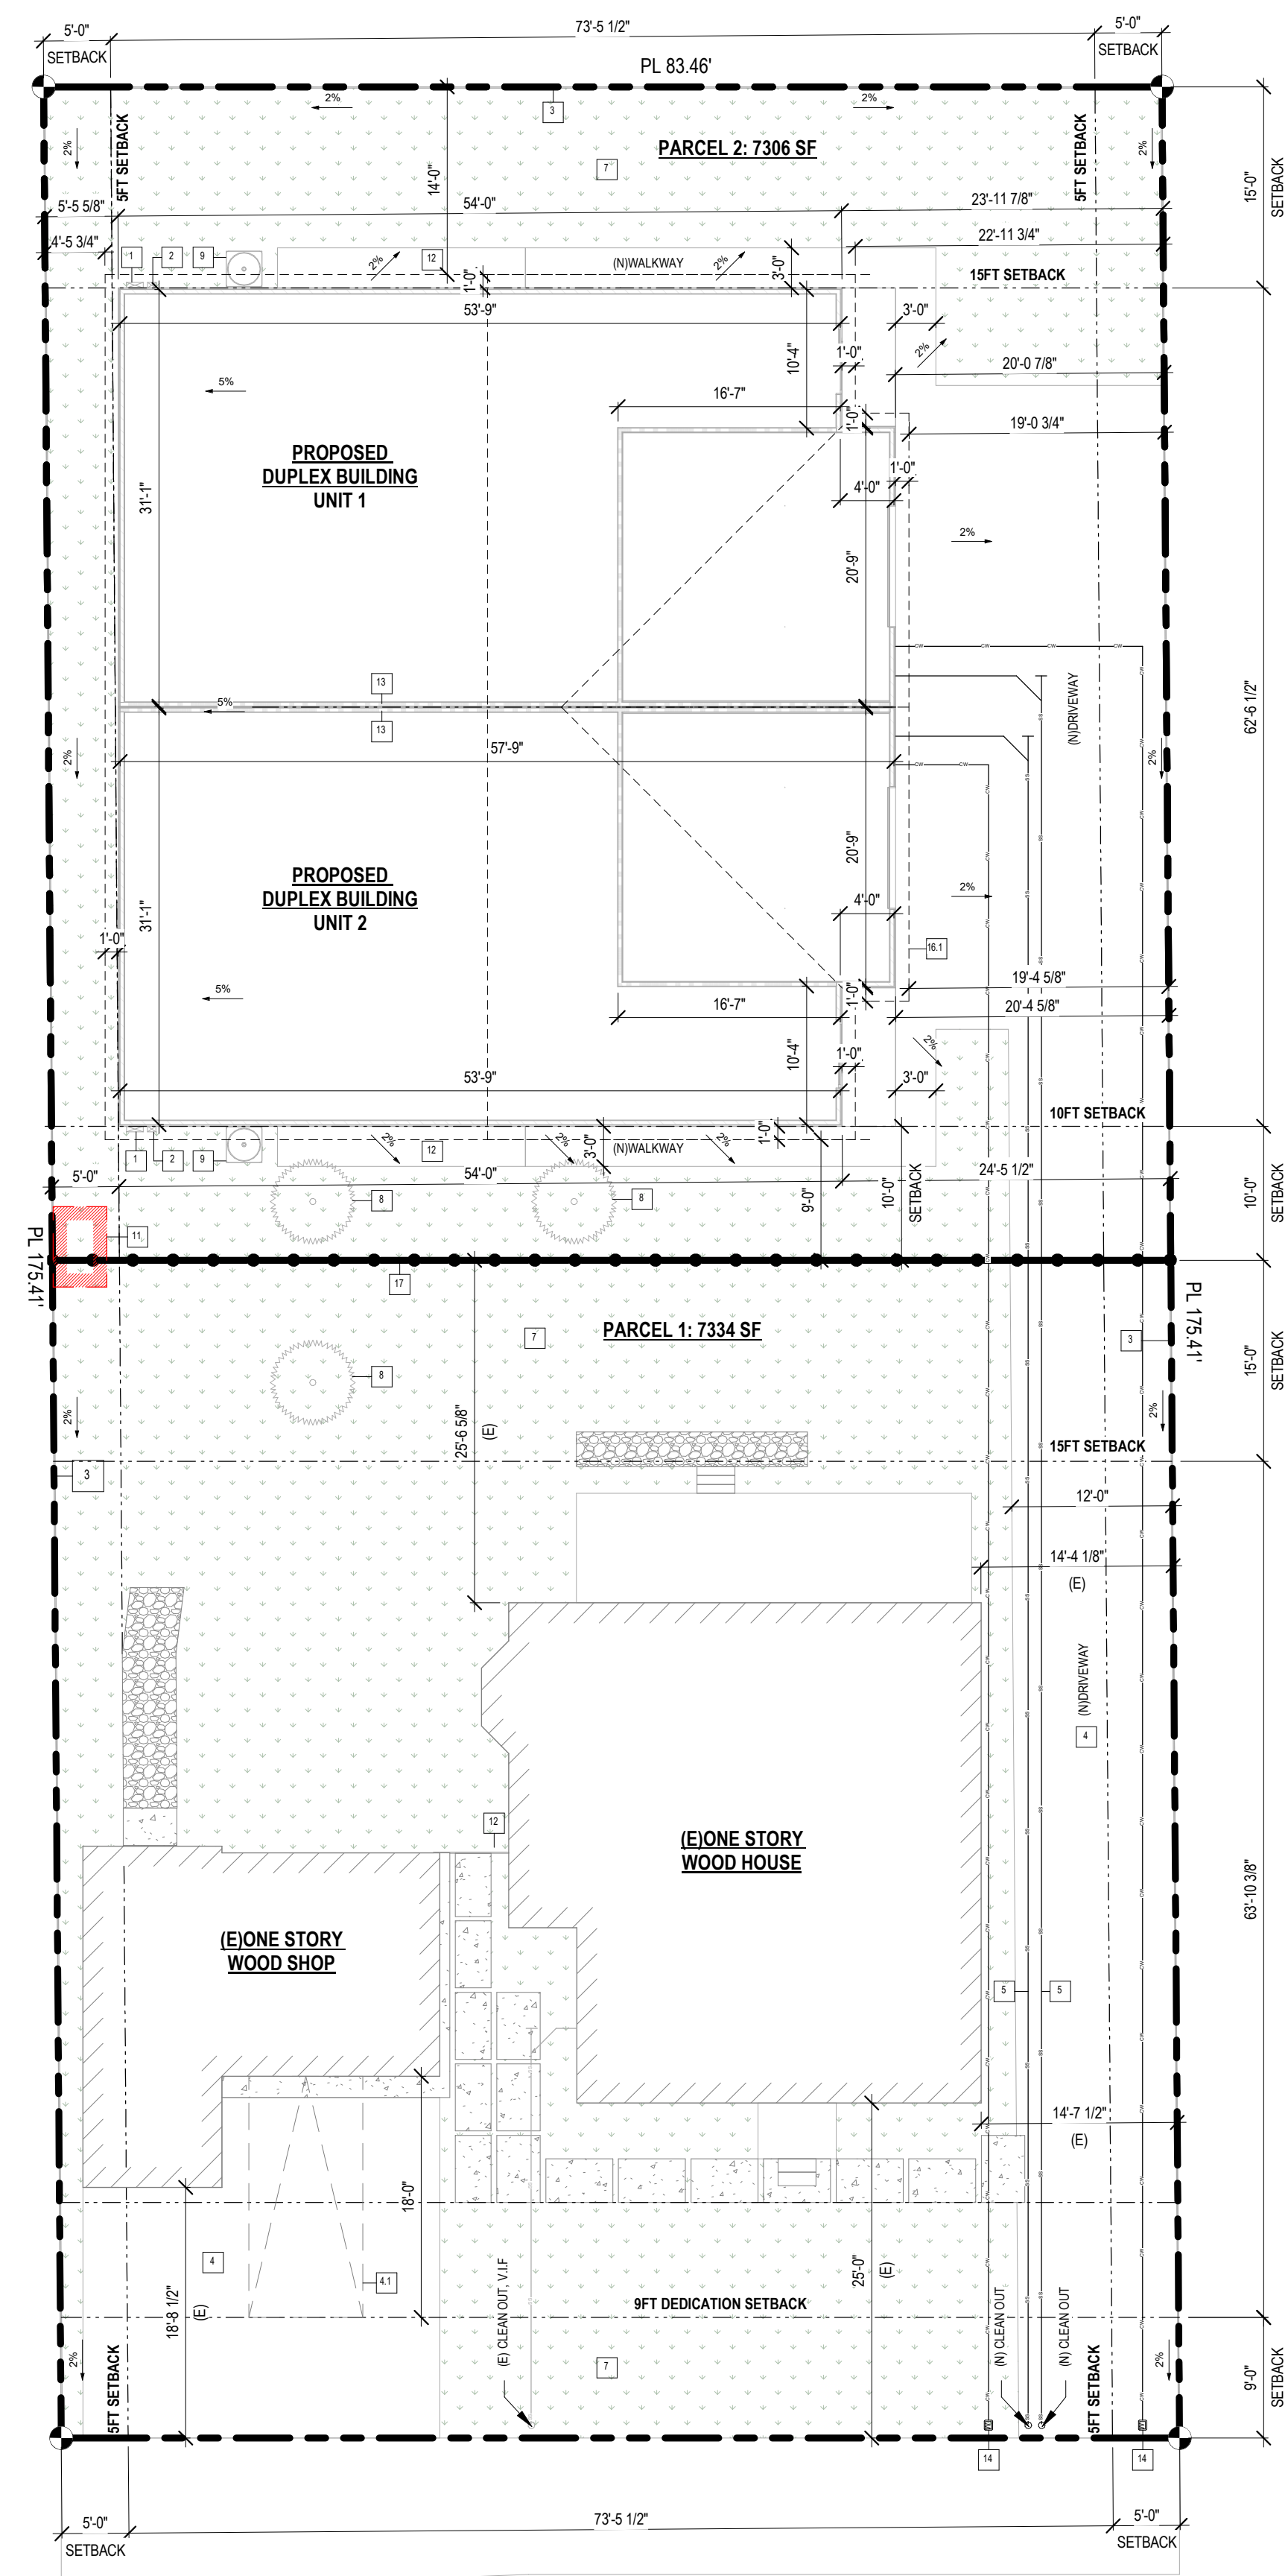 5'-0"
73'-5 1/2"
5'-0"
SETBACK
SETBACK
PL 83.46'
2%
2%
3
2%
2%
5FT SETBACK
5FT SETBACK
PARCEL 2: 7306 SF
7
14'-0"
15'-0"
SETBACK
5'-5 5/8"
54'-0"
23'-11 7/8"
4'-5 3/4"
22'-11 3/4"
1
2
9
2%
12
(N)WALKWAY
2%
3'-0"
15FT SETBACK
1'-0"
53'-9"
3'-0"
10'-4"
1'-0"
2%
20'-0 7/8"
5%
16'-7"
1'-0"
19'-0 3/4"
PROPOSED
DUPLEX BUILDING
UNIT 1
31'-1"
1'-0"
4'-0"
2%
20'-9"
CW
CW
CW
CW
13
5%
13
(N)DRIVEWAY
62'-6 1/2"
2%
2%
57'-9"
CW
CW
20'-9"
PROPOSED
DUPLEX BUILDING
UNIT 2
31'-1"
2%
4'-0"
1'-0"
16.1
5%
19'-4 5/8"
1'-0"
16'-7"
20'-4 5/8"
10'-4"
1'-0"
2%
53'-9"
3'-0"
10FT SETBACK
1
2
9
2%
12
2%
3'-0"
(N)WALKWAY
2%
1'-0"
5'-0"
54'-0"
24'-5 1/2"
8
8
9'-0"
10'-0"
SETBACK
10'-0"
SETBACK
11
PL 175.41'
17
PL 175.41'
PARCEL 1: 7334 SF
7
3
15'-0"
SETBACK
8
2%
25'-6 5/8"
(E)
2%
15FT SETBACK
3
12'-0"
14'-4 1/8"
(E)
(N)DRIVEWAY
4
12
(E)ONE STORY
WOOD HOUSE
63'-10 3/8"
(E)ONE STORY
WOOD SHOP
5
5
14'-7 1/2"
(E)
18'-0"
4
4.1
18'-8 1/2"
(E)
25'-0"
(E)
9FT DEDICATION SETBACK
(E) CLEAN OUT, V.I.F
(N) CLEAN OUT
(N) CLEAN OUT
2%
7
2%
5FT SETBACK
5FT SETBACK
9'-0"
SETBACK
14
14
5'-0"
73'-5 1/2"
5'-0"
SETBACK
SETBACK